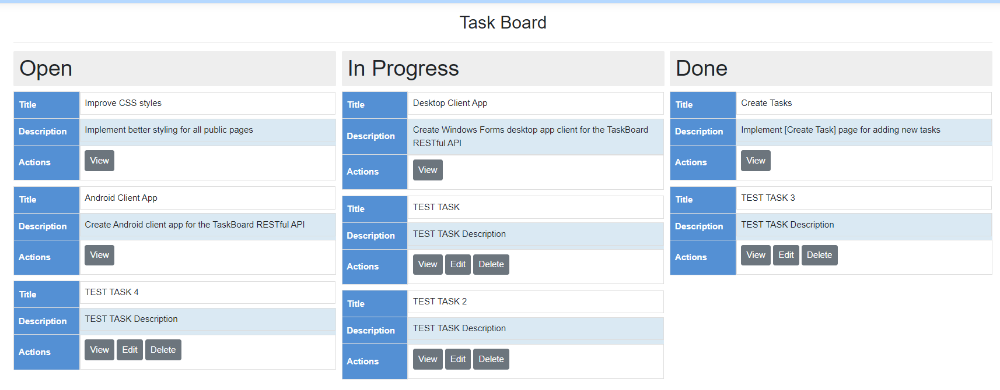 Task Board
Open
Title Improve CSS styles
Description Implement better styling for all public pages
Actions View
Title Android Client App
Description Create Android client app for the TaskBoard RESTful API
Actions View
Title TEST TASK 4
Description TEST TASK Description
Actions View Edit Delete
In Progress
Title Desktop Client App
Description Create Windows Forms desktop app client for the TaskBoard
RESTful API
Actions View
Title TEST TASK
Description TEST TASK Description
Actions View Edit Delete
Title TEST TASK 2
Description TEST TASK Description
Actions View Edit Delete
Done
Title Create Tasks
Description Implement [Create Task] page for adding new tasks
Actions View
Title TEST TASK 3
Description TEST TASK Description
Actions View Edit Delete